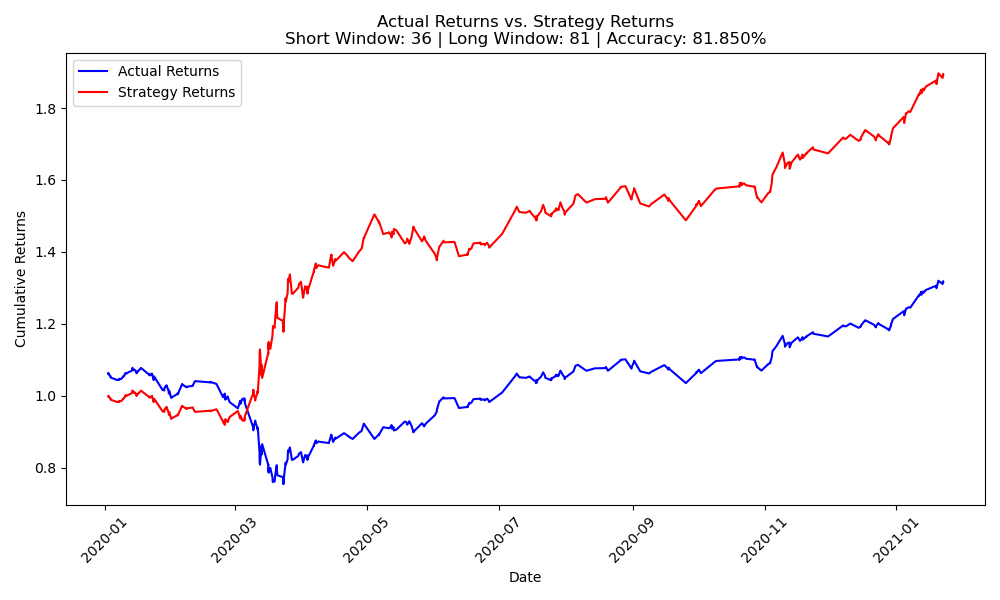 Actual Returns vs. Strategy Returns
Short Window: 36 | Long Window: 81 | Accuracy: 81.850%
Actual Returns
Strategy Returns
Cumulative Returns
1.8
1.6
1.4
1.2
1.0
0.8
2020-01
2020-03
2020-05
2020-07
2020-09
2020-11
2021-01
Date